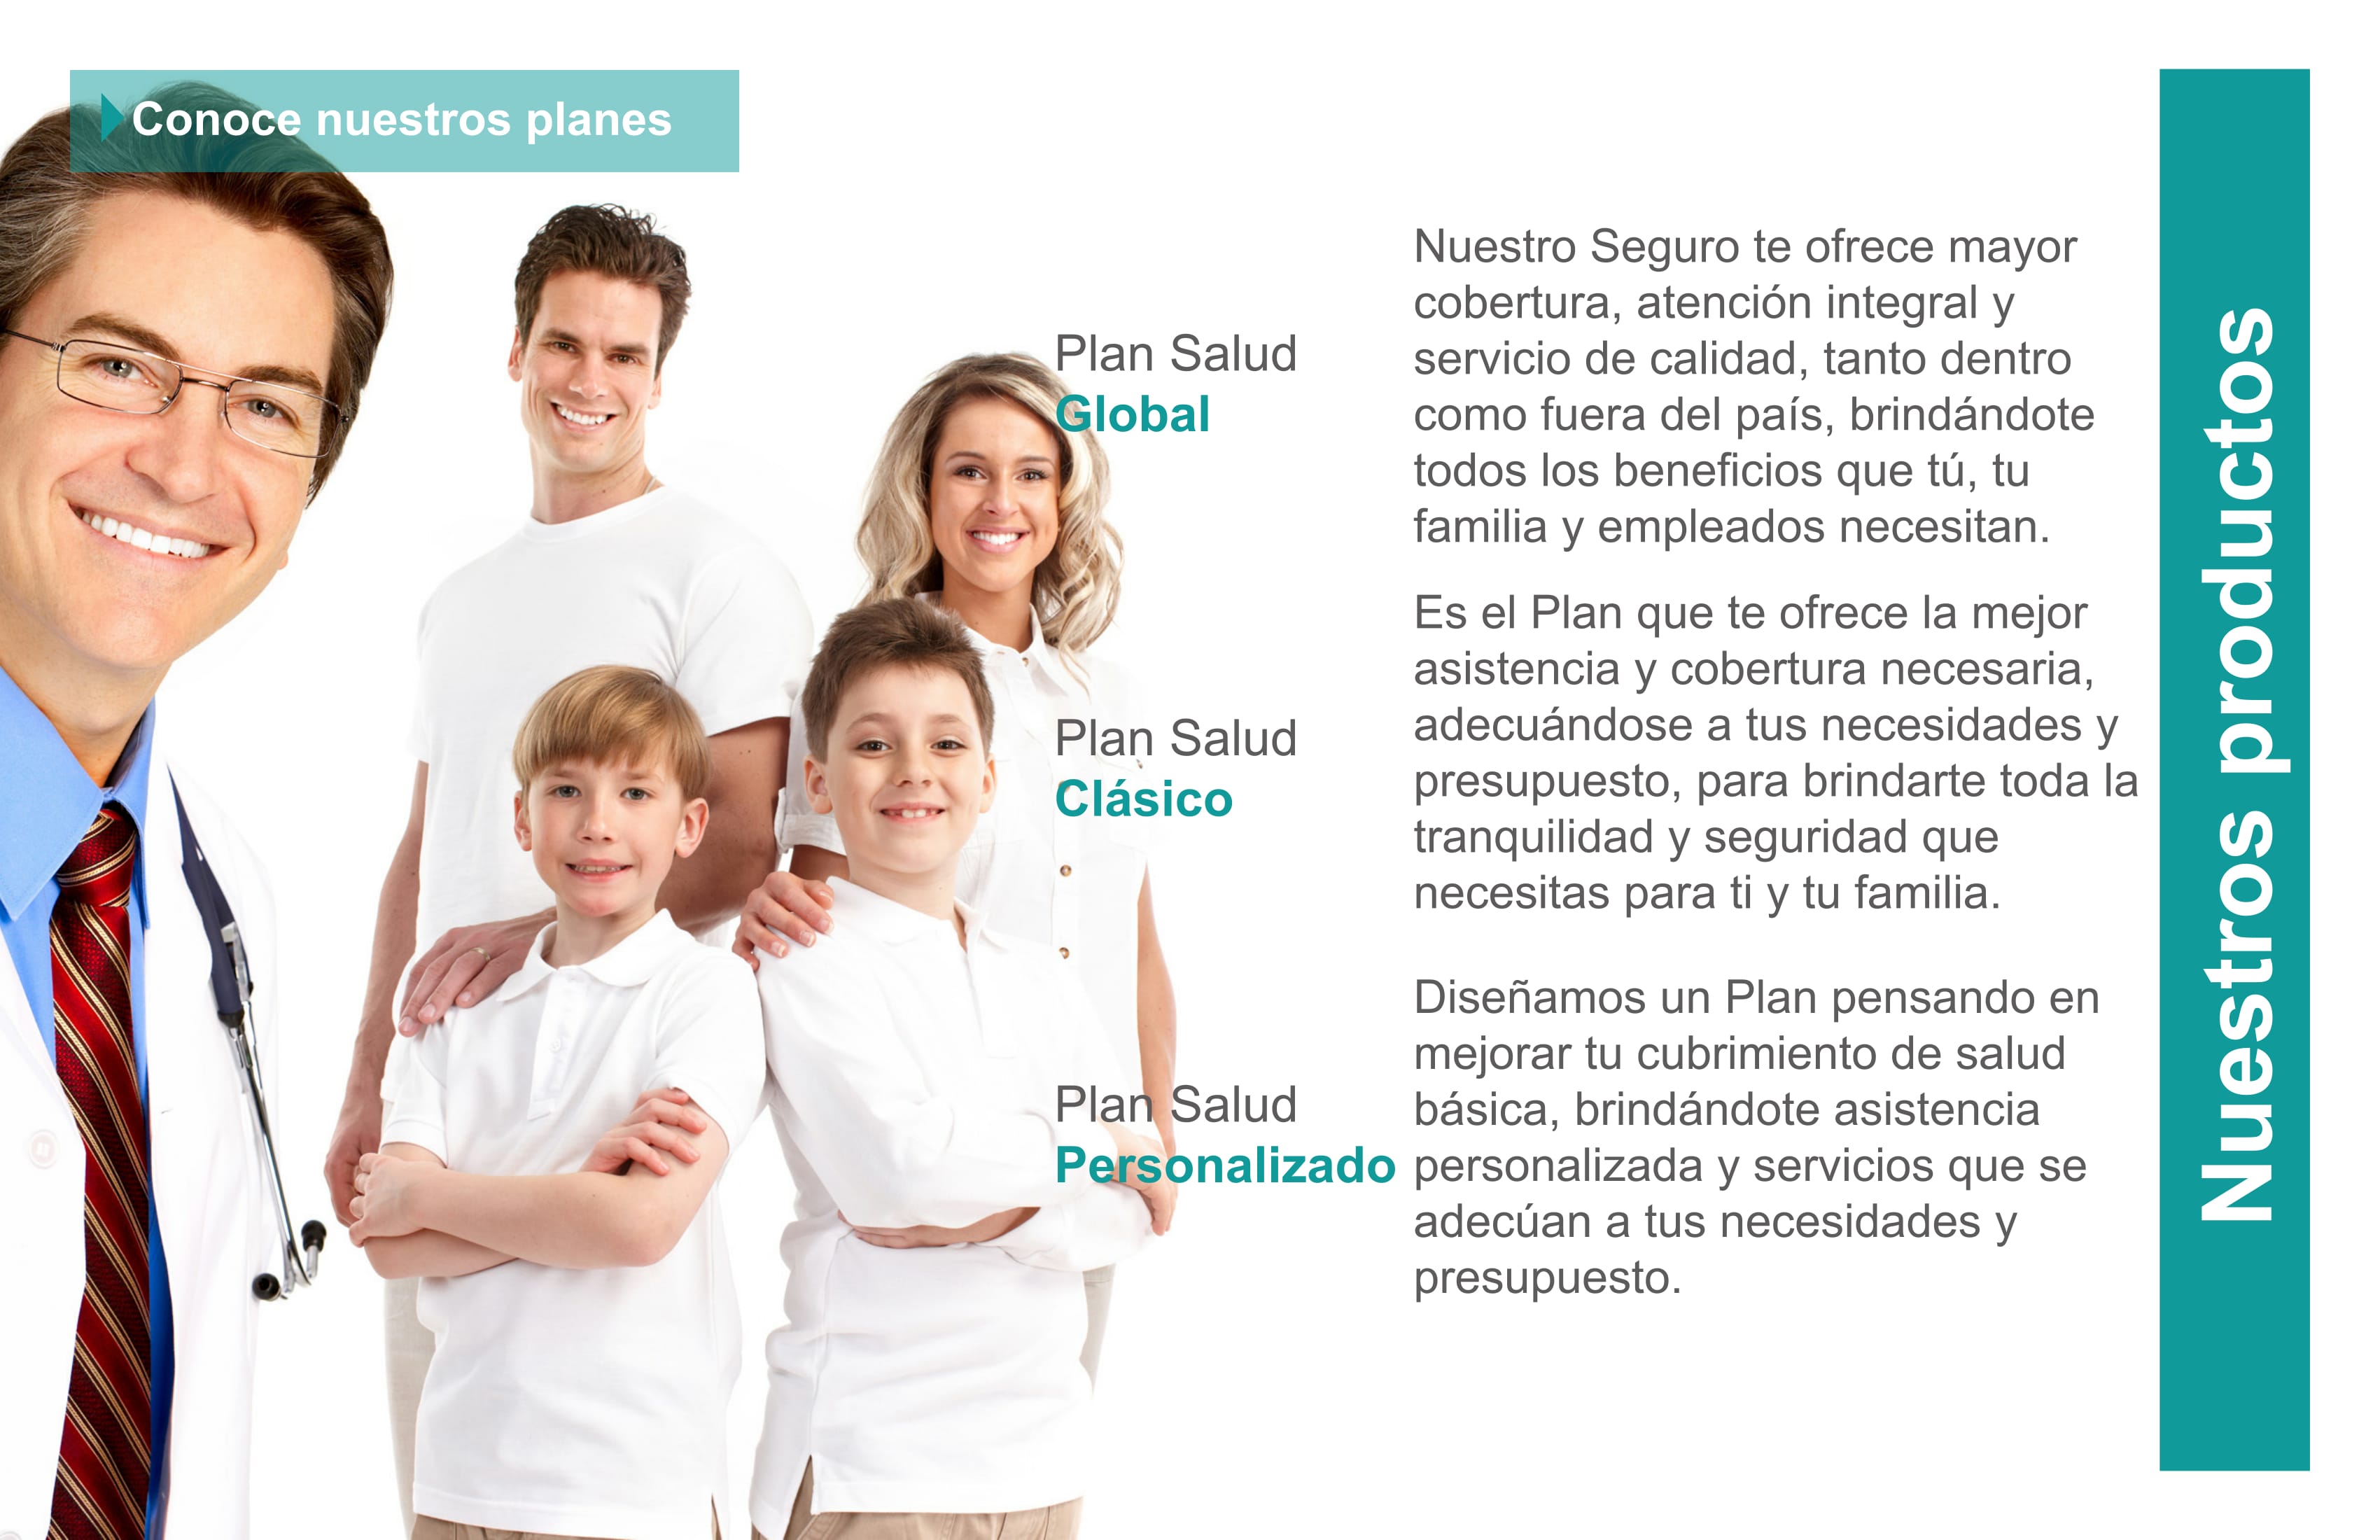 Conoce nuestros planes
Plan Salud
Global
Nuestro Seguro te ofrece mayor
cobertura, atención integral y
servicio de calidad, tanto dentro
como fuera del país, brindándote
todos los beneficios que tú, tu
familia y empleados necesitan.
Plan Salud
Clásico
Es el Plan que te ofrece la mejor
asistencia y cobertura necesaria,
adecuándose a tus necesidades y
presupuesto, para brindarte toda la
tranquilidad y seguridad que
necesitas para ti y tu familia.
Plan Salud
Personalizado
Diseñamos un Plan pensando en
mejorar tu cubrimiento de salud
básica, brindándote asistencia
personalizada y servicios que se
adecúan a tus necesidades y
presupuesto.
Nuestros productos